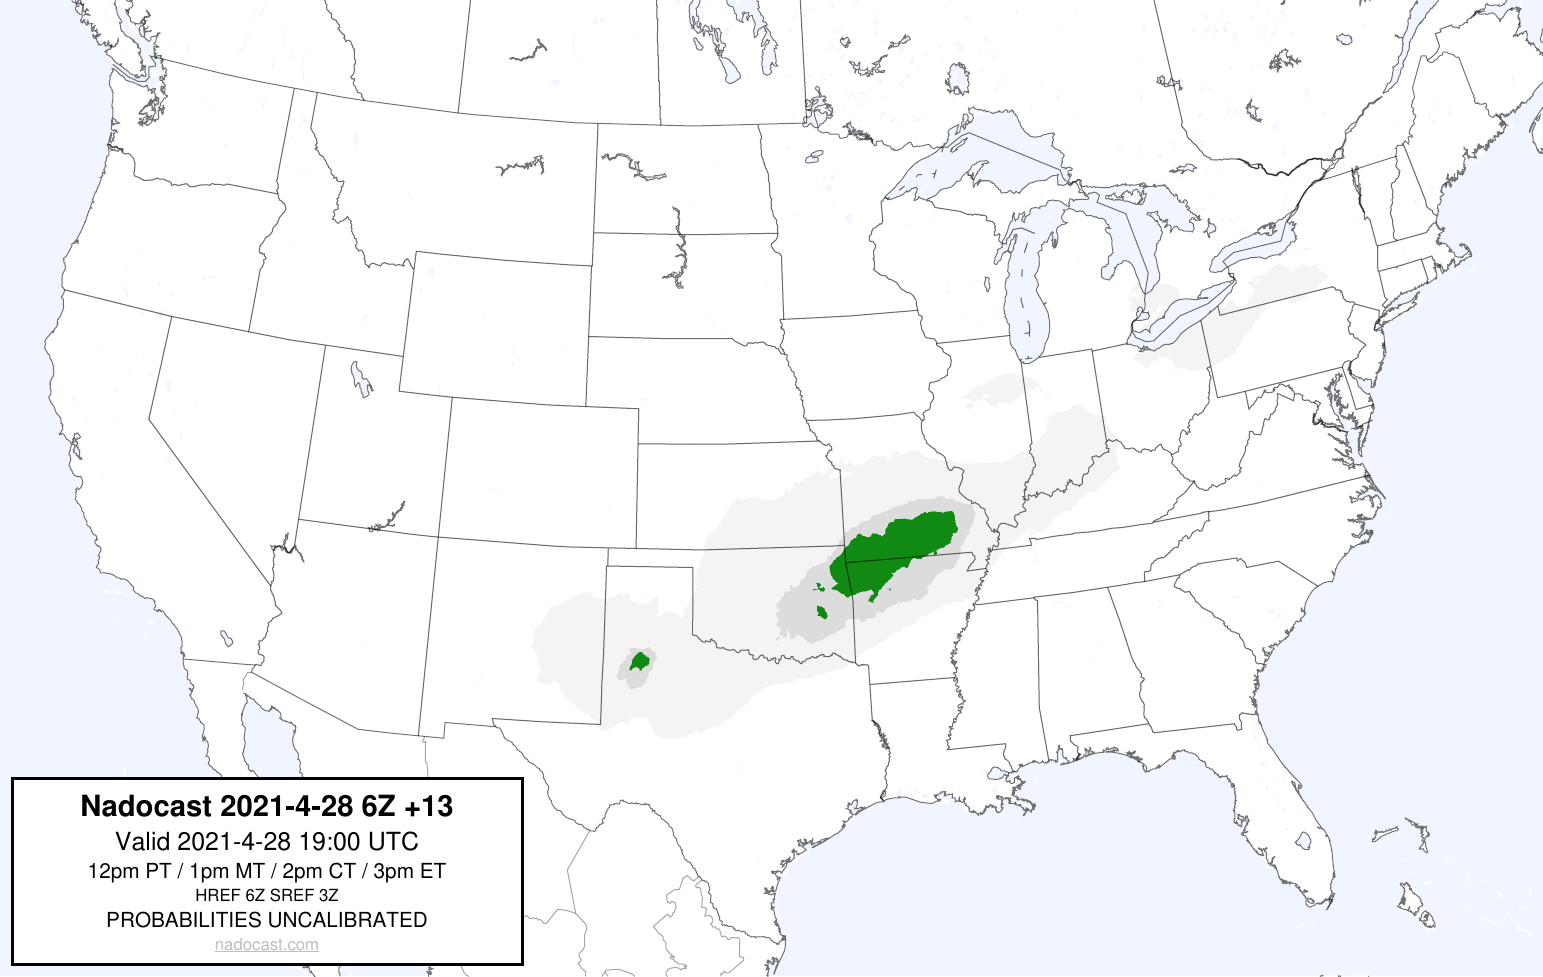 Nadocast 2021-4-28 6Z +13
Valid 2021-4-28 19:00 UTC
12pm PT / 1pm MT / 2pm CT / 3pm ET
HREF 6Z SREF 3Z
PROBABILITIES UNCALIBRATED
nadocast.com